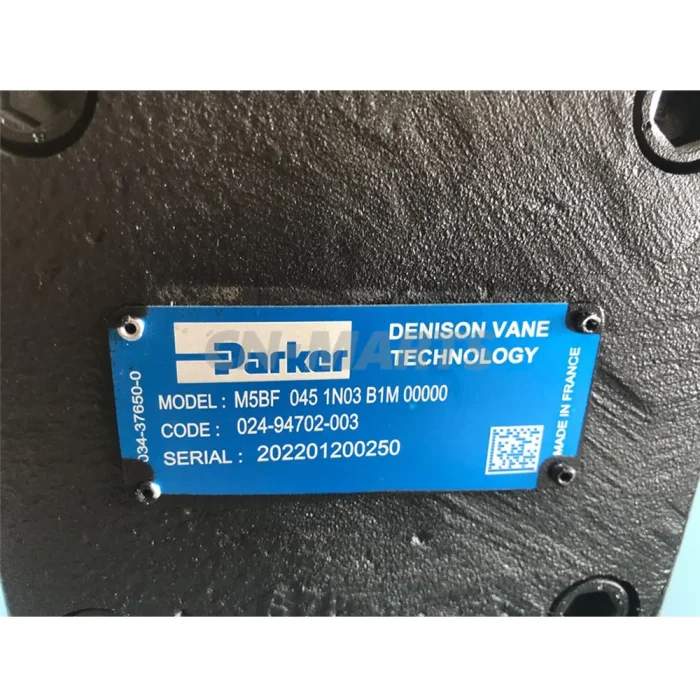 Parker
DENISON VANE
TECHNOLOGY
MODEL : M5BF 045 1N03 B1M 00000
CODE : 024-94702-003
SERIAL : 202201200250
034-37650-0
MADE IN FRANCE